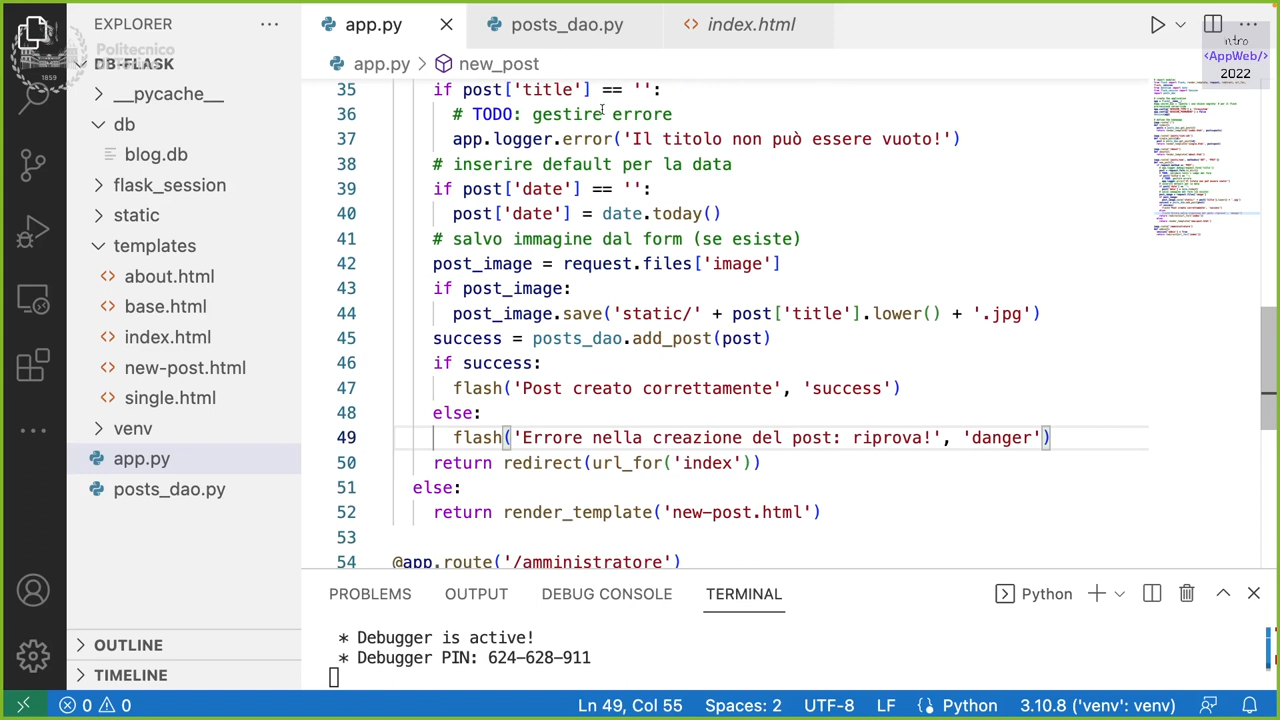 EXPLORER
app.py
posts_dao.py
index.html
Politecnico
1859
ntro
<AppWeb/>
2022
DB-FLASK
app.py > new_post
__pycache__
db
blog.db
flask_session
static
templates
about.html
base.html
index.html
new-post.html
single.html
venv
app.py
posts_dao.py
OUTLINE
TIMELINE
35 if post['title'] == '':
36 # TODO: gestire errore
37 app.logger.error('Il titolo non può essere vuoto!')
38 # inserire default per la data
39 if post['date'] == '':
40 post['date'] = date.today()
41 # salvo immagine dal form (se esiste)
42 post_image = request.files['image']
43 if post_image:
44 post_image.save('static/' + post['title'].lower() + '.jpg')
45 success = posts_dao.add_post(post)
46 if success:
47 flash('Post creato correttamente', 'success')
48 else:
49 flash('Errore nella creazione del post: riprova!', 'danger')
50 return redirect(url_for('index'))
51 else:
52 return render_template('new-post.html')
53
54 @app.route('/amministratore')
PROBLEMS OUTPUT DEBUG CONSOLE TERMINAL Python
* Debugger is active!
* Debugger PIN: 624-628-911
0 0 Ln 49, Col 55 Spaces: 2 UTF-8 LF Python 3.10.8 ('venv': venv)